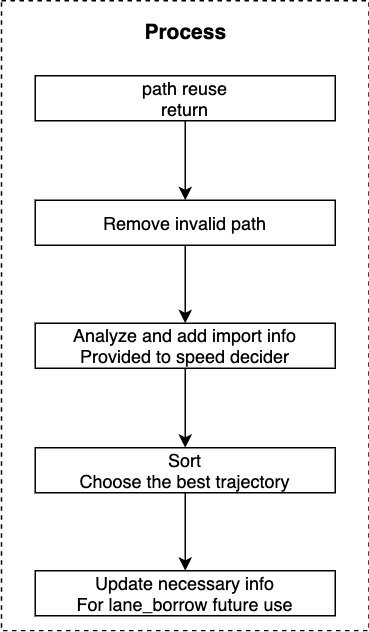 Process
path reuse
return
Remove invalid path
Analyze and add import info
Provided to speed decider
Sort
Choose the best trajectory
Update necessary info
For lane_borrow future use